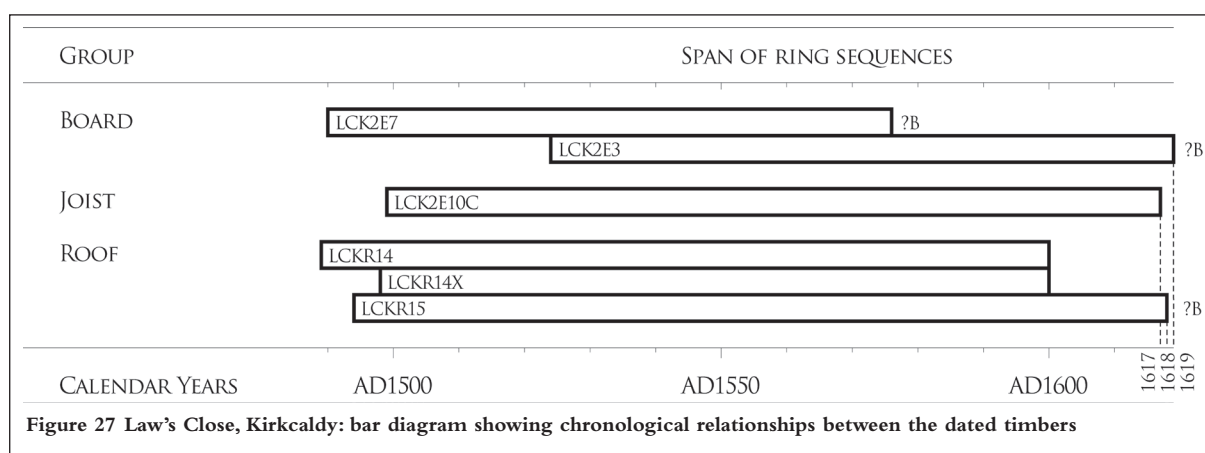 GROUP SPAN OF RING SEQUENCES
BOARD LCK2E7 ?B
LCK2E3 ?B
JOIST LCK2E10C
ROOF LCKR14
LCKR14X
LCKR15 ?B
CALENDAR YEARS AD1500 AD1550 AD1600 1617 1618 1619
Figure 27 Law's Close, Kirkcaldy: bar diagram showing chronological relationships between the dated timbers